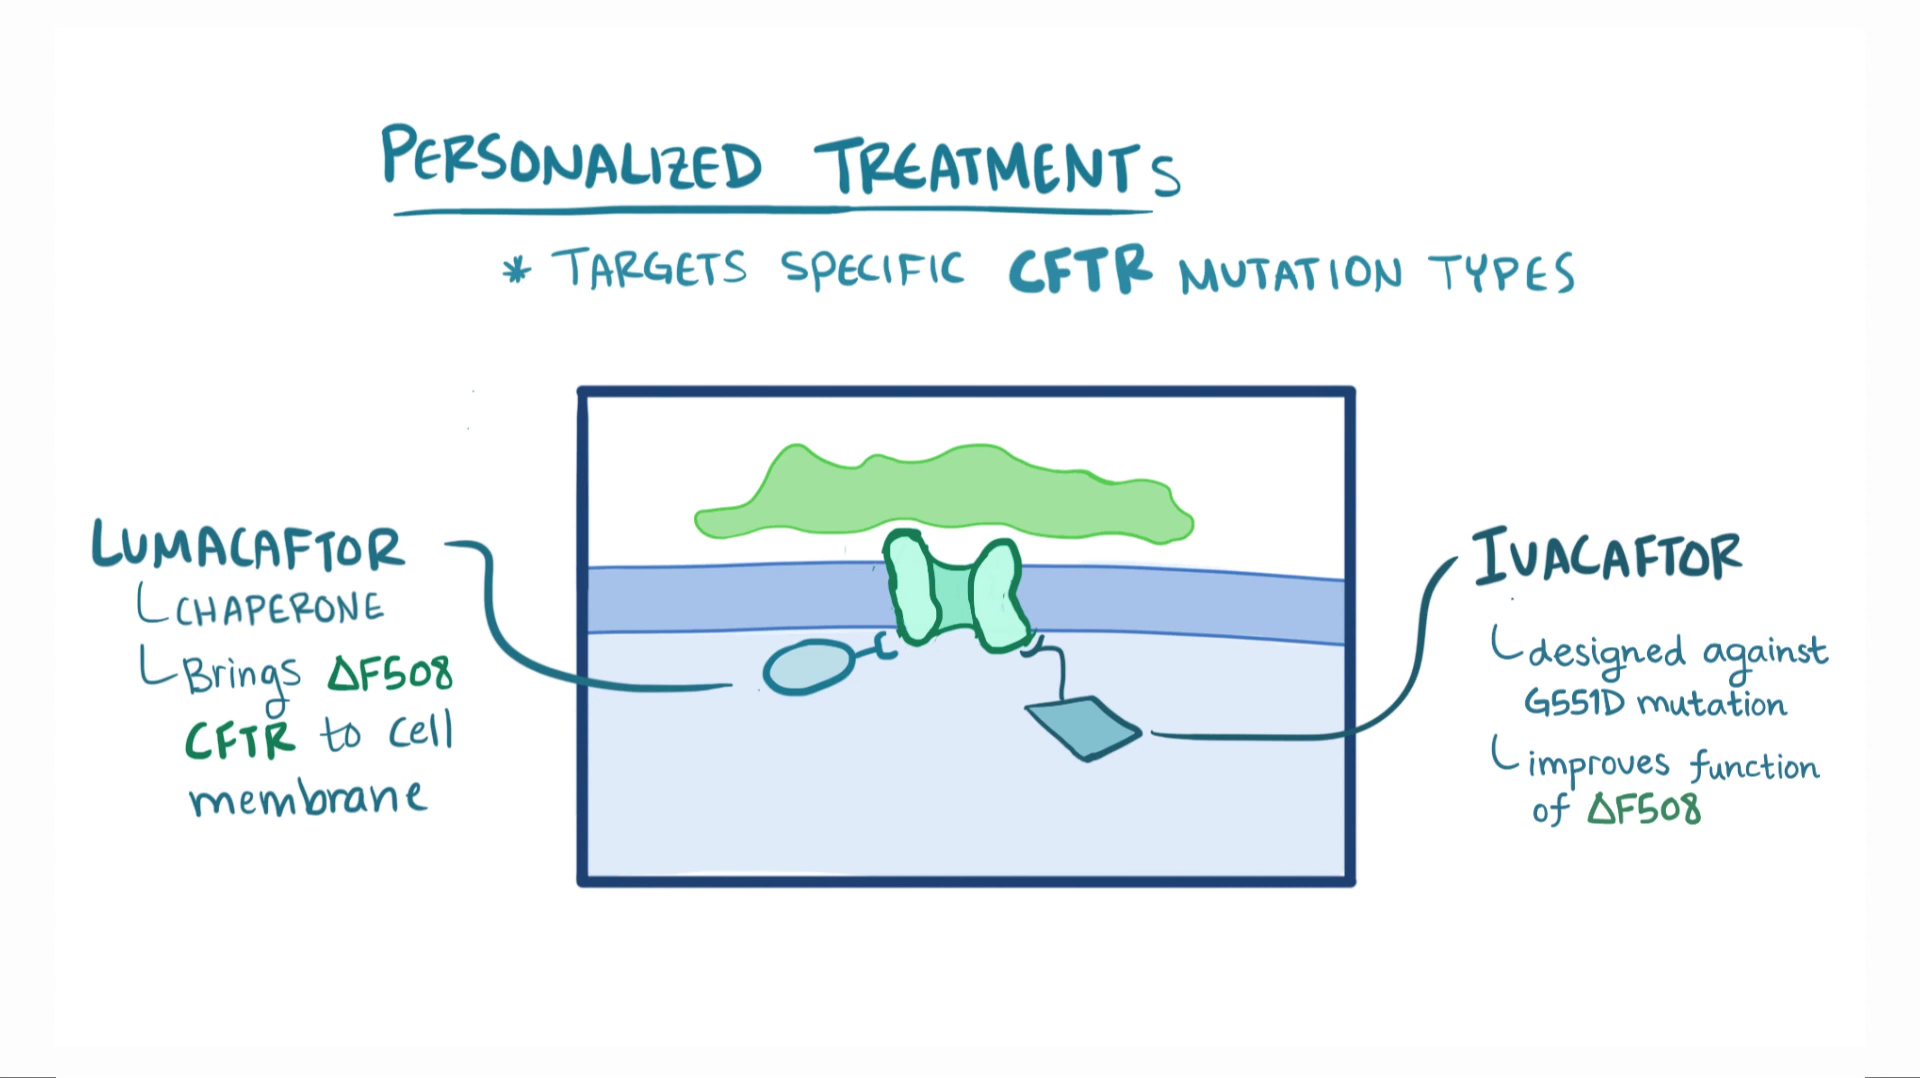 PERSONALIZED TREATMENTS
* TARGETS SPECIFIC CFTR MUTATION TYPES
LUMACAFTOR
CHAPERONE
Brings ΔF508
CFTR to cell
membrane
IVACAFTOR
designed against
G551D mutation
improves function
of ΔF508